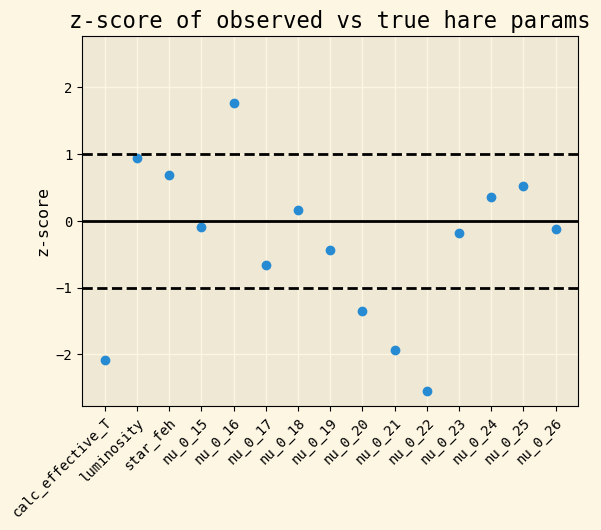 z-score of observed vs true hare params
z-score
2
1
0
−1
−2
calc_effective_T
luminosity
star_feh
nu_0_15
nu_0_16
nu_0_17
nu_0_18
nu_0_19
nu_0_20
nu_0_21
nu_0_22
nu_0_23
nu_0_24
nu_0_25
nu_0_26